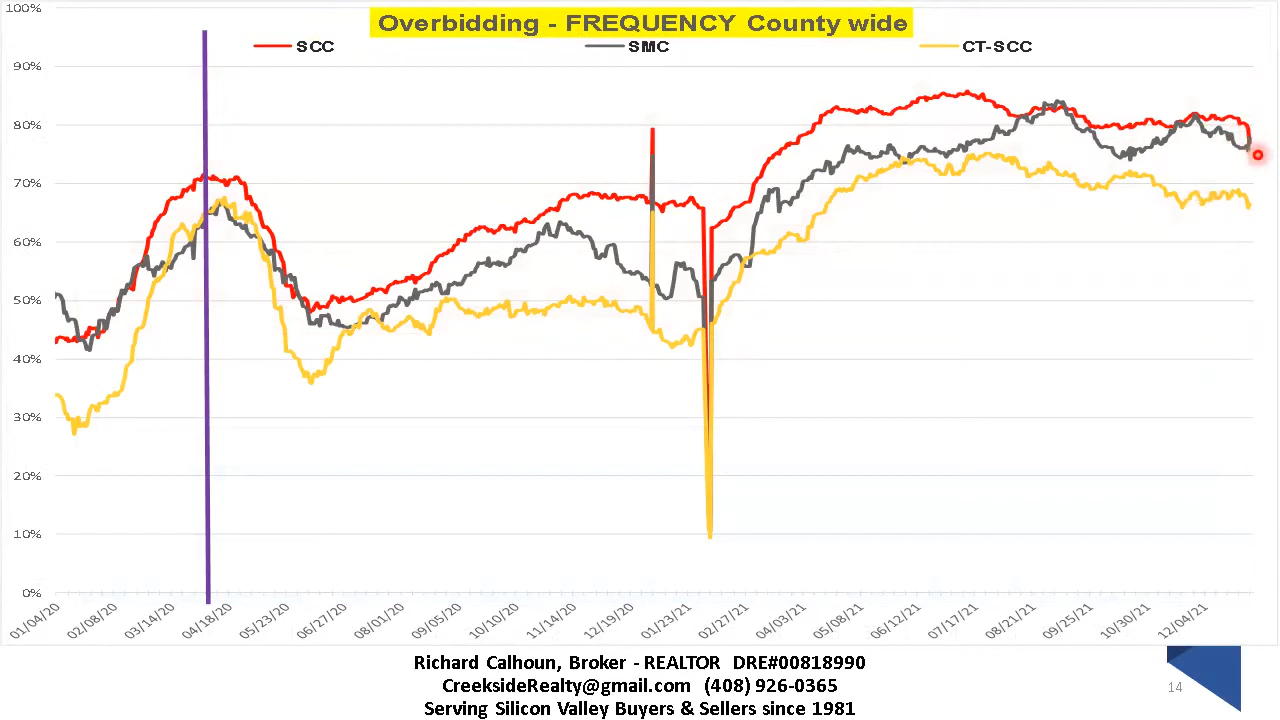 Overbidding - FREQUENCY County wide
SCC SMC CT-SCC
100%
90%
80%
70%
60%
50%
40%
30%
20%
10%
0%
01/04/20 02/08/20 03/14/20 04/18/20 05/23/20 06/27/20 08/01/20 09/05/20 10/10/20 11/14/20 12/19/20 01/23/21 02/27/21 04/03/21 05/08/21 06/12/21 07/17/21 08/21/21 09/25/21 10/30/21 12/04/21
Richard Calhoun, Broker - REALTOR DRE#00818990
CreeksideRealty@gmail.com (408) 926-0365
Serving Silicon Valley Buyers & Sellers since 1981
14